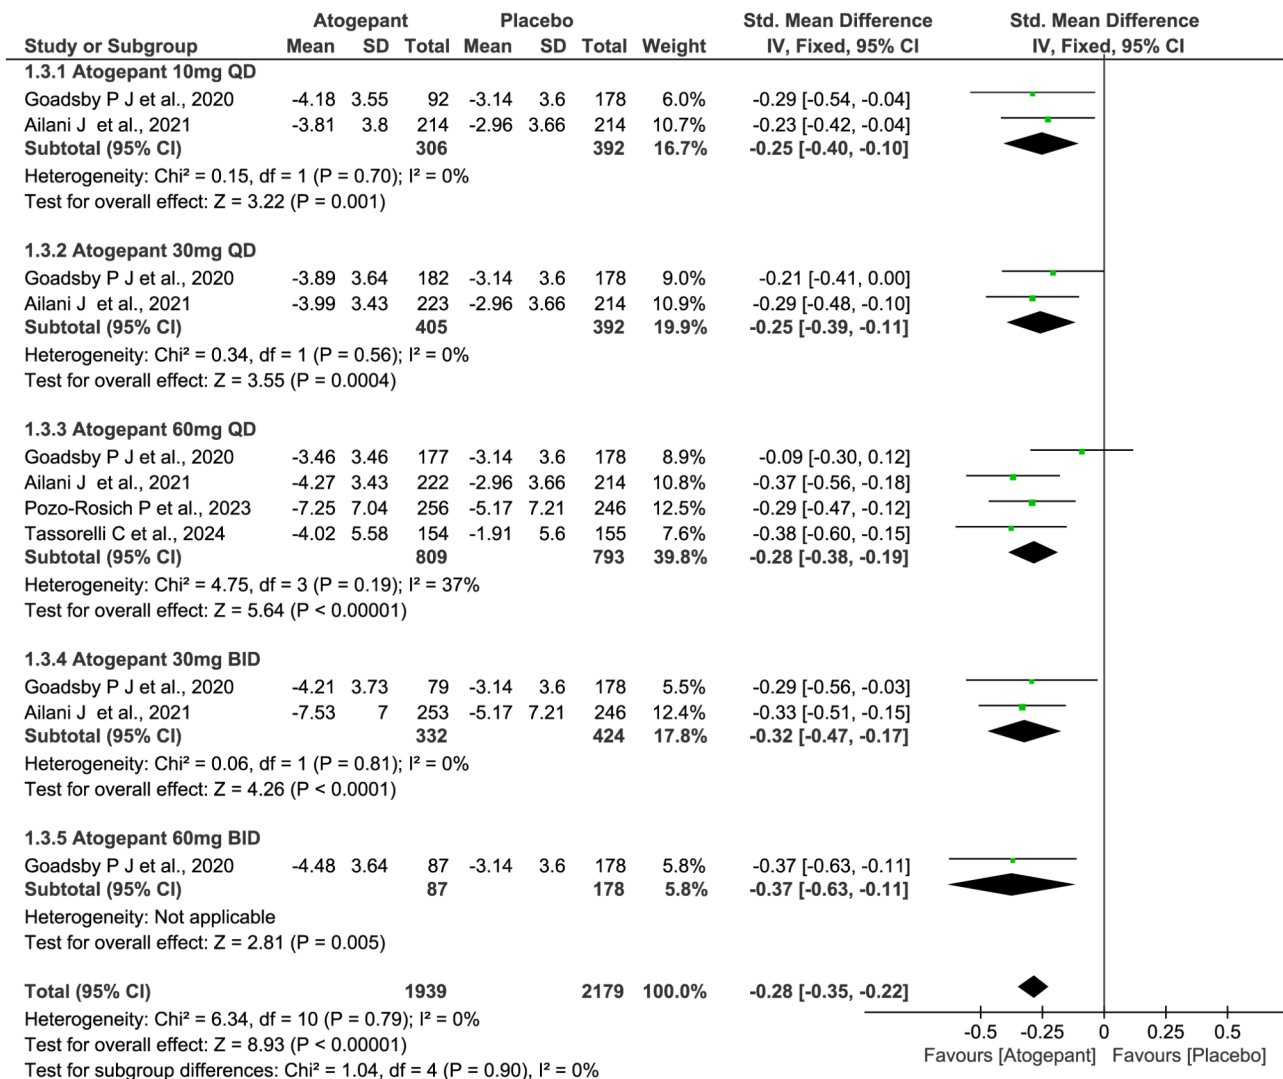 Atogepant Placebo Std. Mean Difference Std. Mean Difference
Study or Subgroup Mean SD Total Mean SD Total Weight IV, Fixed, 95% CI IV, Fixed, 95% CI
1.3.1 Atogepant 10mg QD
Goadsby P J et al., 2020 -4.18 3.55 92 -3.14 3.6 178 6.0% -0.29 [-0.54, -0.04]
Ailani J et al., 2021 -3.81 3.8 214 -2.96 3.66 214 10.7% -0.23 [-0.42, -0.04]
Subtotal (95% CI) 306 392 16.7% -0.25 [-0.40, -0.10]
Heterogeneity: Chi² = 0.15, df = 1 (P = 0.70); I² = 0%
Test for overall effect: Z = 3.22 (P = 0.001)
1.3.2 Atogepant 30mg QD
Goadsby P J et al., 2020 -3.89 3.64 182 -3.14 3.6 178 9.0% -0.21 [-0.41, 0.00]
Ailani J et al., 2021 -3.99 3.43 223 -2.96 3.66 214 10.9% -0.29 [-0.48, -0.10]
Subtotal (95% CI) 405 392 19.9% -0.25 [-0.39, -0.11]
Heterogeneity: Chi² = 0.34, df = 1 (P = 0.56); I² = 0%
Test for overall effect: Z = 3.55 (P = 0.0004)
1.3.3 Atogepant 60mg QD
Goadsby P J et al., 2020 -3.46 3.46 177 -3.14 3.6 178 8.9% -0.09 [-0.30, 0.12]
Ailani J et al., 2021 -4.27 3.43 222 -2.96 3.66 214 10.8% -0.37 [-0.56, -0.18]
Pozo-Rosich P et al., 2023 -7.25 7.04 256 -5.17 7.21 246 12.5% -0.29 [-0.47, -0.12]
Tassorelli C et al., 2024 -4.02 5.58 154 -1.91 5.6 155 7.6% -0.38 [-0.60, -0.15]
Subtotal (95% CI) 809 793 39.8% -0.28 [-0.38, -0.19]
Heterogeneity: Chi² = 4.75, df = 3 (P = 0.19); I² = 37%
Test for overall effect: Z = 5.64 (P < 0.00001)
1.3.4 Atogepant 30mg BID
Goadsby P J et al., 2020 -4.21 3.73 79 -3.14 3.6 178 5.5% -0.29 [-0.56, -0.03]
Ailani J et al., 2021 -7.53 7 253 -5.17 7.21 246 12.4% -0.33 [-0.51, -0.15]
Subtotal (95% CI) 332 424 17.8% -0.32 [-0.47, -0.17]
Heterogeneity: Chi² = 0.06, df = 1 (P = 0.81); I² = 0%
Test for overall effect: Z = 4.26 (P < 0.0001)
1.3.5 Atogepant 60mg BID
Goadsby P J et al., 2020 -4.48 3.64 87 -3.14 3.6 178 5.8% -0.37 [-0.63, -0.11]
Subtotal (95% CI) 87 178 5.8% -0.37 [-0.63, -0.11]
Heterogeneity: Not applicable
Test for overall effect: Z = 2.81 (P = 0.005)
Total (95% CI) 1939 2179 100.0% -0.28 [-0.35, -0.22]
Heterogeneity: Chi² = 6.34, df = 10 (P = 0.79); I² = 0%
Test for overall effect: Z = 8.93 (P < 0.00001)
Test for subgroup differences: Chi² = 1.04, df = 4 (P = 0.90), I² = 0%
-0.5 -0.25 0 0.25 0.5
Favours [Atogepant] Favours [Placebo]